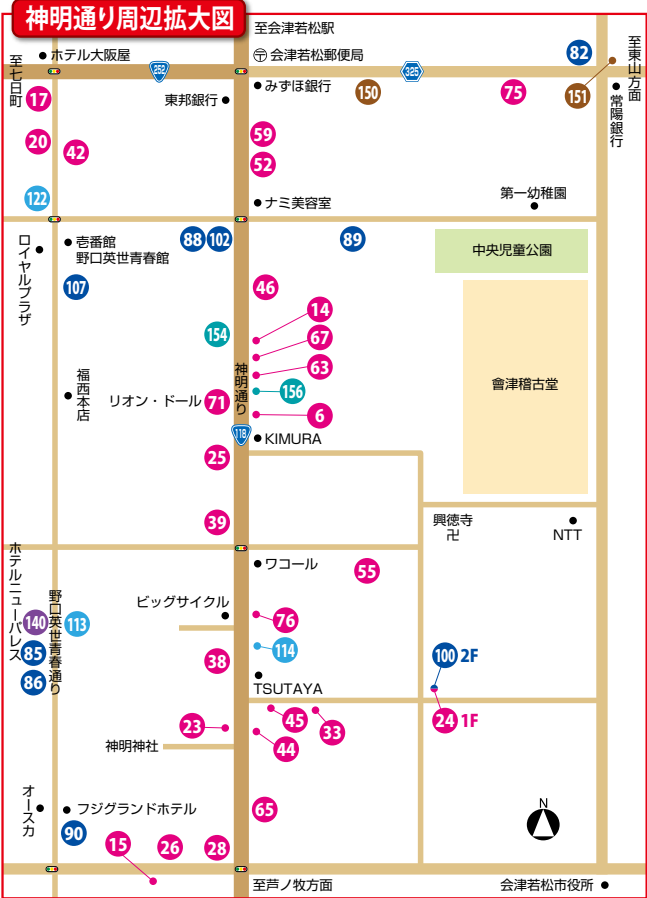 神明通り周辺拡大図
至会津若松駅
ホテル大阪屋
会津若松郵便局
82
至東山方面
至七日町
252
325
17
東邦銀行
みずほ銀行
150
75
151
常陽銀行
20
42
59
52
122
ナミ美容室
第一幼稚園
ロイヤルプラザ
壱番館
野口英世青春館
88
102
89
中央児童公園
107
46
14
154
67
63
神明通り
156
會津稽古堂
福西本店
リオン・ドール
71
6
118
KIMURA
25
39
興徳寺
卍
NTT
ホテルニューパレス
ワコール
55
野口英世青春通り
ビッグサイクル
140
113
76
85
38
114
100 2F
86
TSUTAYA
23
45
33
24 1F
神明神社
44
オースカ
フジグランドホテル
65
N
90
15
26
28
至芦ノ牧方面
会津若松市役所